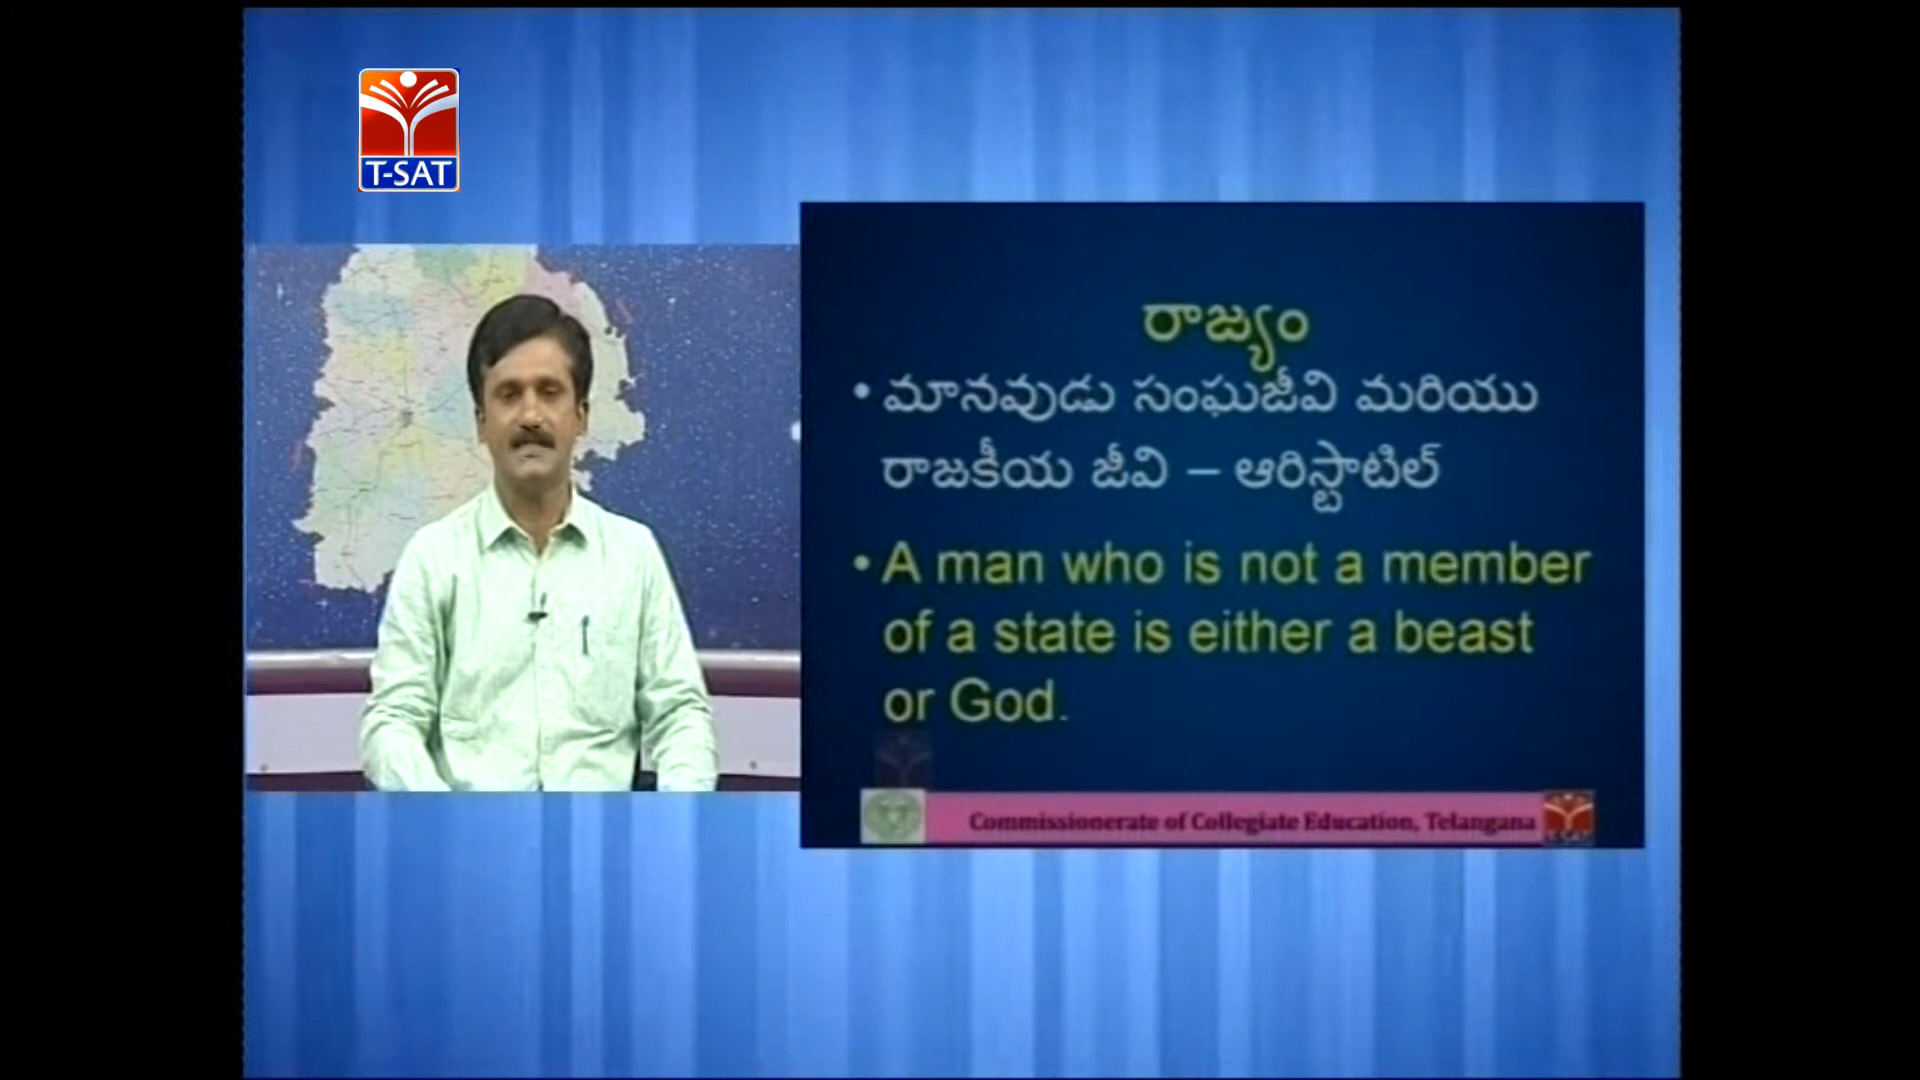 T-SAT
రాజ్యం
• మానవుడు సంఘజీవి మరియు
రాజకీయ జీవి – ఆరిస్టాటిల్
• A man who is not a member
of a state is either a beast
or God.
Commissionerate of Collegiate Education, Telangana
T-SAT